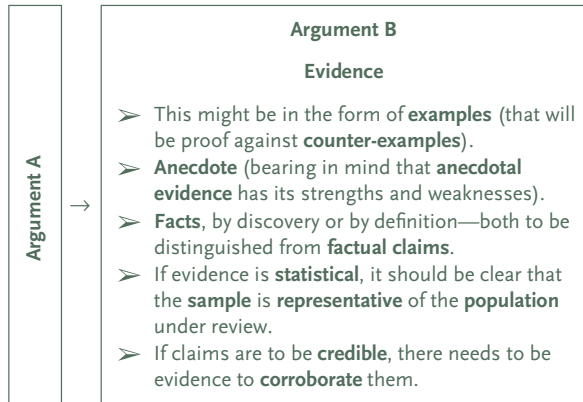 Argument A
→
Argument B
Evidence
➢ This might be in the form of examples (that will
be proof against counter-examples).
➢ Anecdote (bearing in mind that anecdotal
evidence has its strengths and weaknesses).
➢ Facts, by discovery or by definition—both to be
distinguished from factual claims.
➢ If evidence is statistical, it should be clear that
the sample is representative of the population
under review.
➢ If claims are to be credible, there needs to be
evidence to corroborate them.